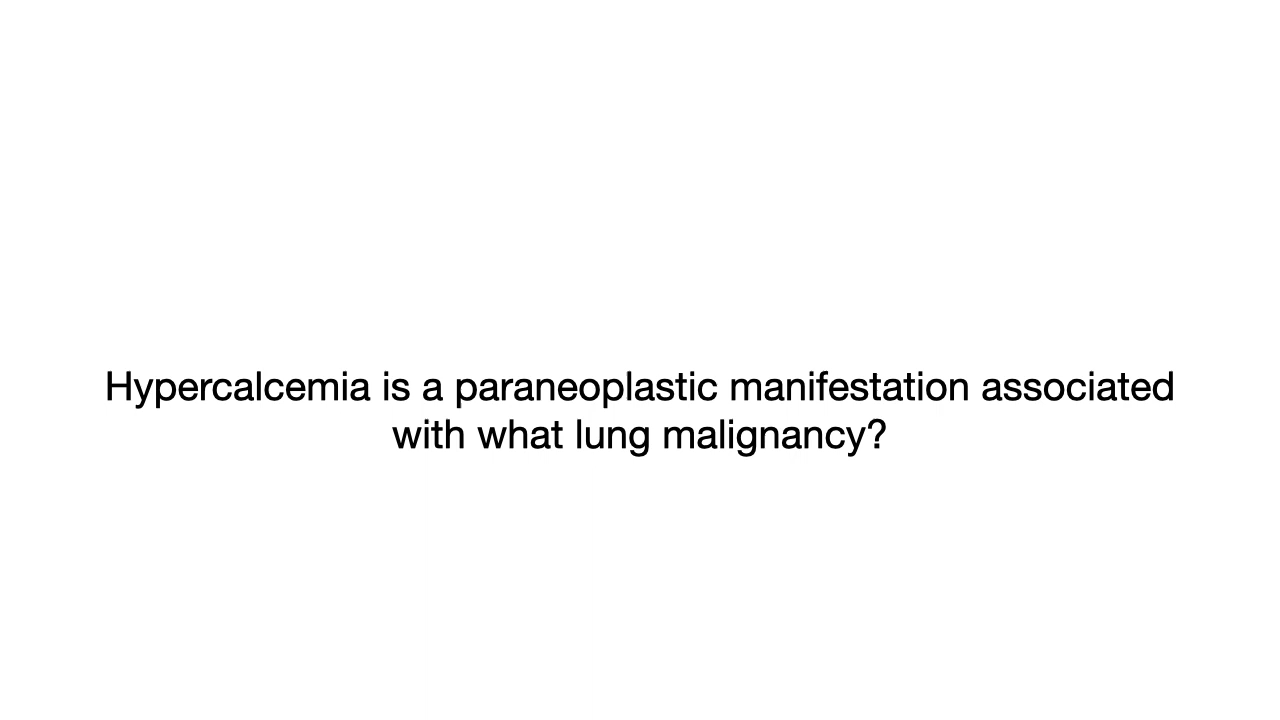 Hypercalcemia is a paraneoplastic manifestation associated
with what lung malignancy?